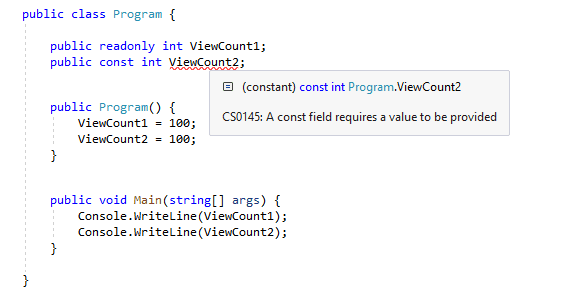 public class Program {
public readonly int ViewCount1;
public const int ViewCount2;
(constant) const int Program.ViewCount2
CS0145: A const field requires a value to be provided
public Program() {
ViewCount1 = 100;
ViewCount2 = 100;
}
public void Main(string[] args) {
Console.WriteLine(ViewCount1);
Console.WriteLine(ViewCount2);
}
}